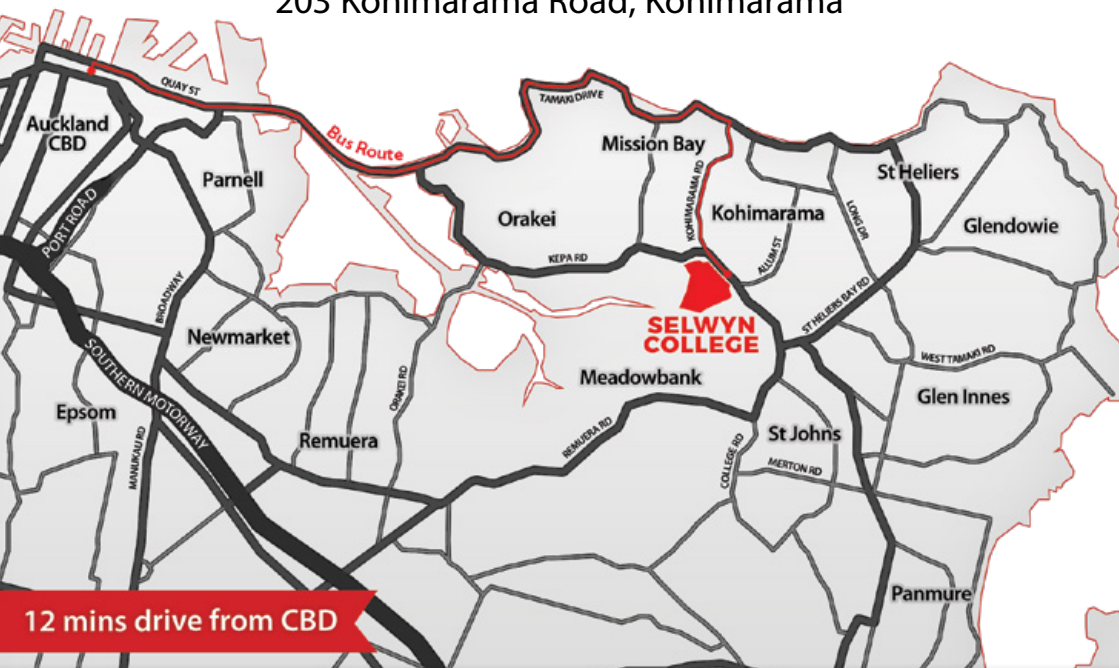 203 Kohimarama Road, Kohimarama
QUAY ST
Bus Route
TAMAKI DRIVE
Auckland
CBD
Mission Bay
Parnell
St Heliers
KOHIMARAMA RD
Kohimarama
LONG DR
Orakei
Glendowie
PORT ROAD
KEPA RD
ALLUM ST
BROADWAY
ST HELIERS BAY RD
SELWYN
COLLEGE
Newmarket
WEST TAMAKI RD
SOUTHERN MOTORWAY
Meadowbank
ORAKEI RD
Glen Innes
Epsom
Remuera
REMUERA RD
St Johns
MANUKAU RD
COLLEGE RD
MERTON RD
Panmure
12 mins drive from CBD